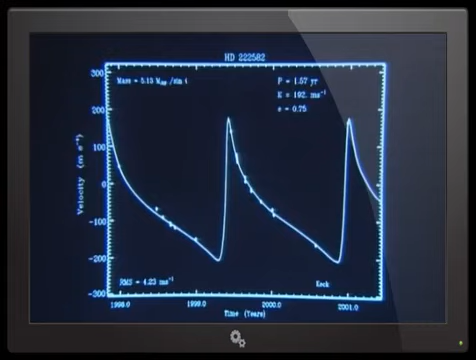 HD 222582
300
Mass = 5.13 M_JUP /sin i
P = 1.57 yr
K = 192. ms⁻¹
e = 0.75
200
100
0
-100
-200
-300
Velocity (m s⁻¹)
RMS = 4.23 ms⁻¹
Keck
1998.0
1999.0
2000.0
2001.0
Time (Years)